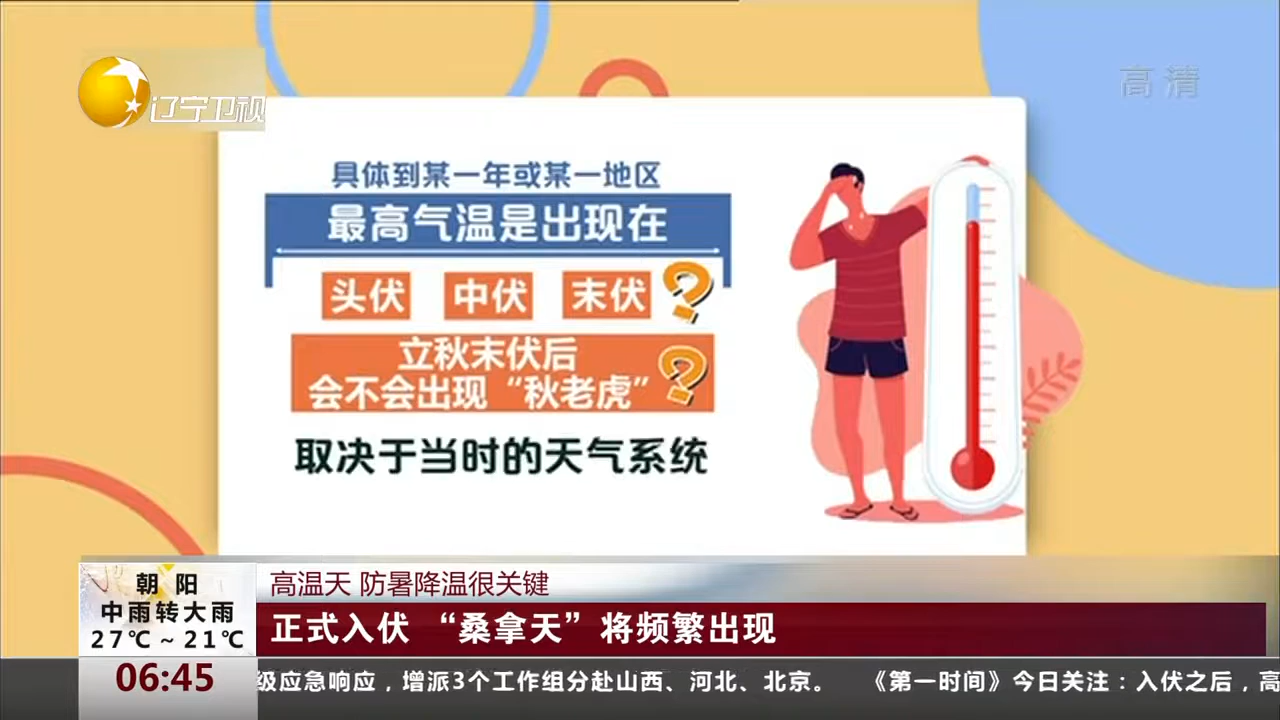 辽宁卫视
高清
具体到某一年或某一地区
最高气温是出现在
头伏 中伏 末伏 ?
立秋末伏后
会不会出现“秋老虎” ?
取决于当时的天气系统
朝 阳
中雨转大雨
27℃~21℃
06:45
高温天 防暑降温很关键
正式入伏 “桑拿天”将频繁出现
级应急响应，增派3个工作组分赴山西、河北、北京。 《第一时间》今日关注：入伏之后，高